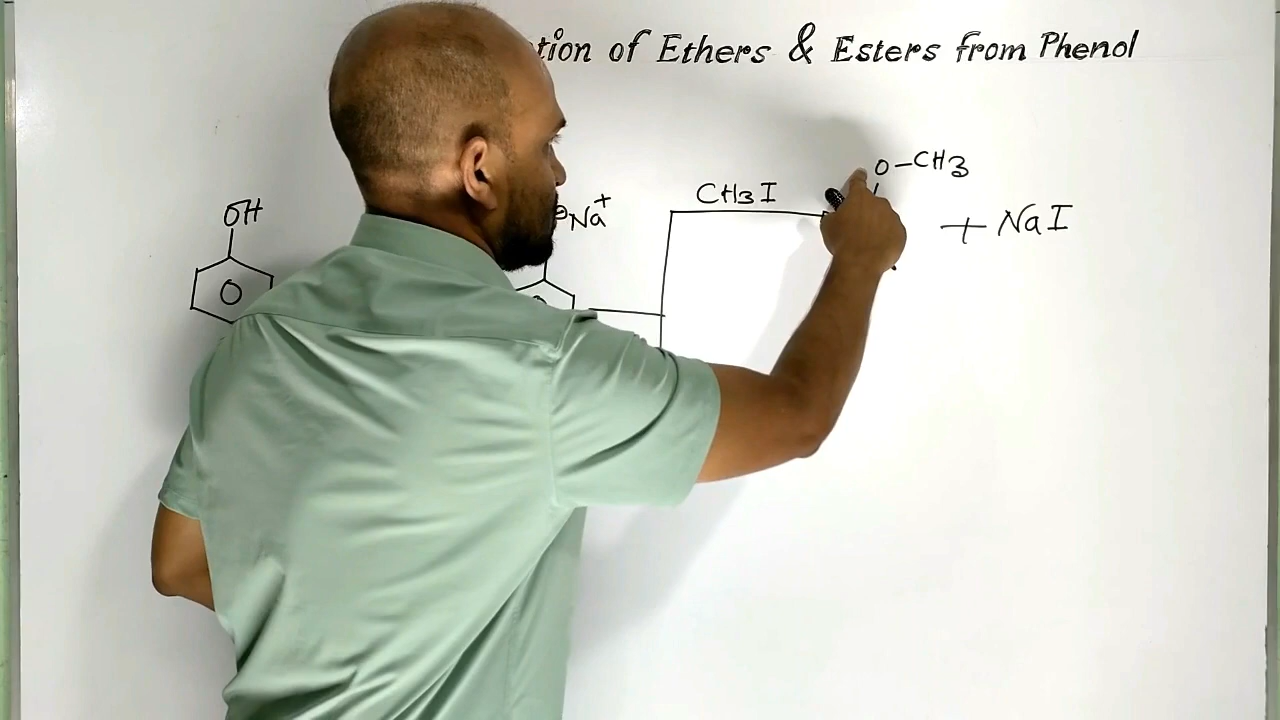 tion of Ethers & Esters from Phenol
O-CH3
CH3I
OH
⊖Na+
+ NaI